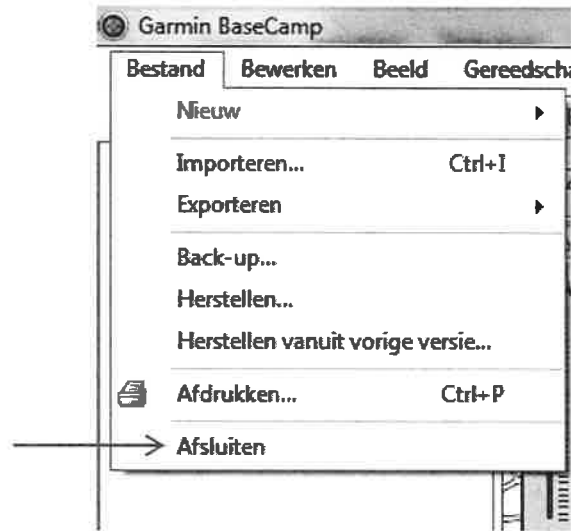 Garmin BaseCamp
Bestand Bewerken Beeld
Nieuw
Importeren... Ctrl+I
Exporteren
Back-up...
Herstellen...
Herstellen vanuit vorige versie...
Afdrukken... Ctrl+P
Afsluiten